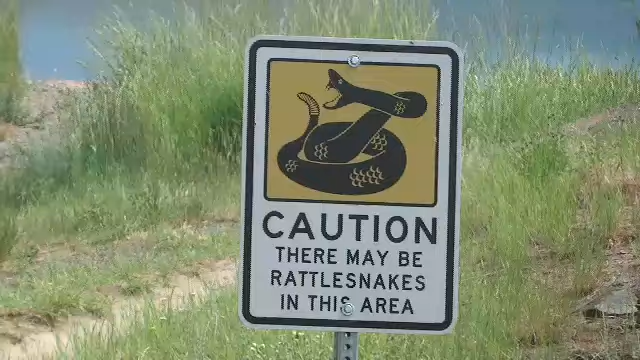 CAUTION
THERE MAY BE
RATTLESNAKES
IN THIS AREA